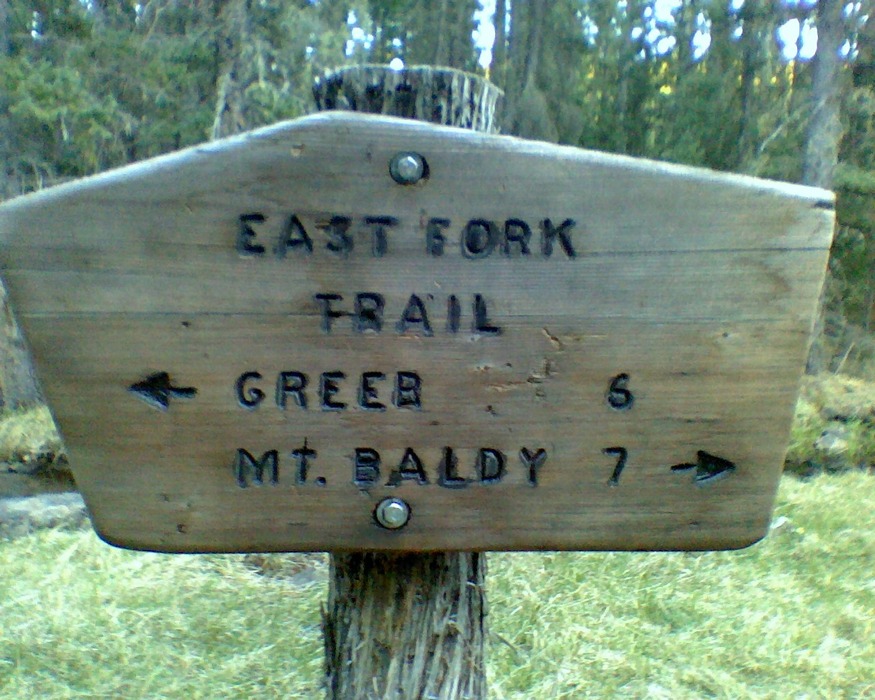 EAST FORK
TRAIL
← GREER 6
MT. BALDY 7 →